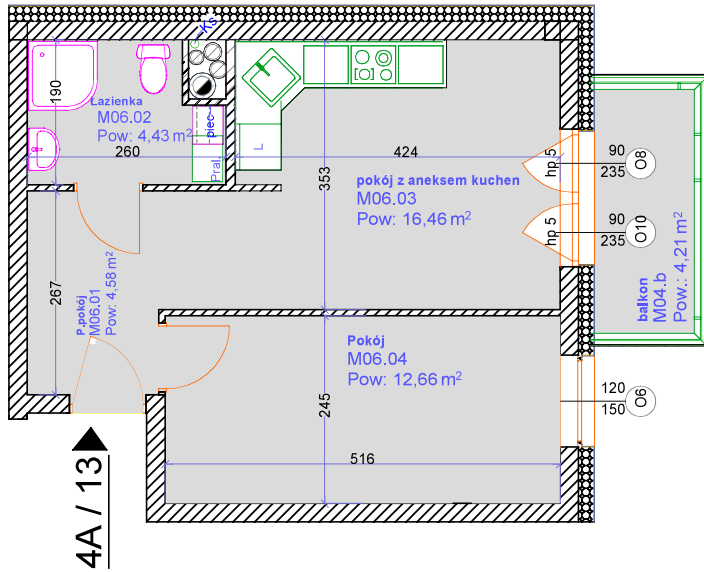 Ks
190
Łazienka
M06.02
Pow: 4,43 m²
piec
Pral.
L
260
424
353
pokój z aneksem kuchen
M06.03
Pow: 16,46 m²
hp 5
90
235
O8
hp 5
90
235
O10
balkon
M04.b
Pow.: 4,21 m²
267
P.pokój
M06.01
Pow: 4,58 m²
Pokój
M06.04
Pow: 12,66 m²
245
120
150
O6
516
4A / 13